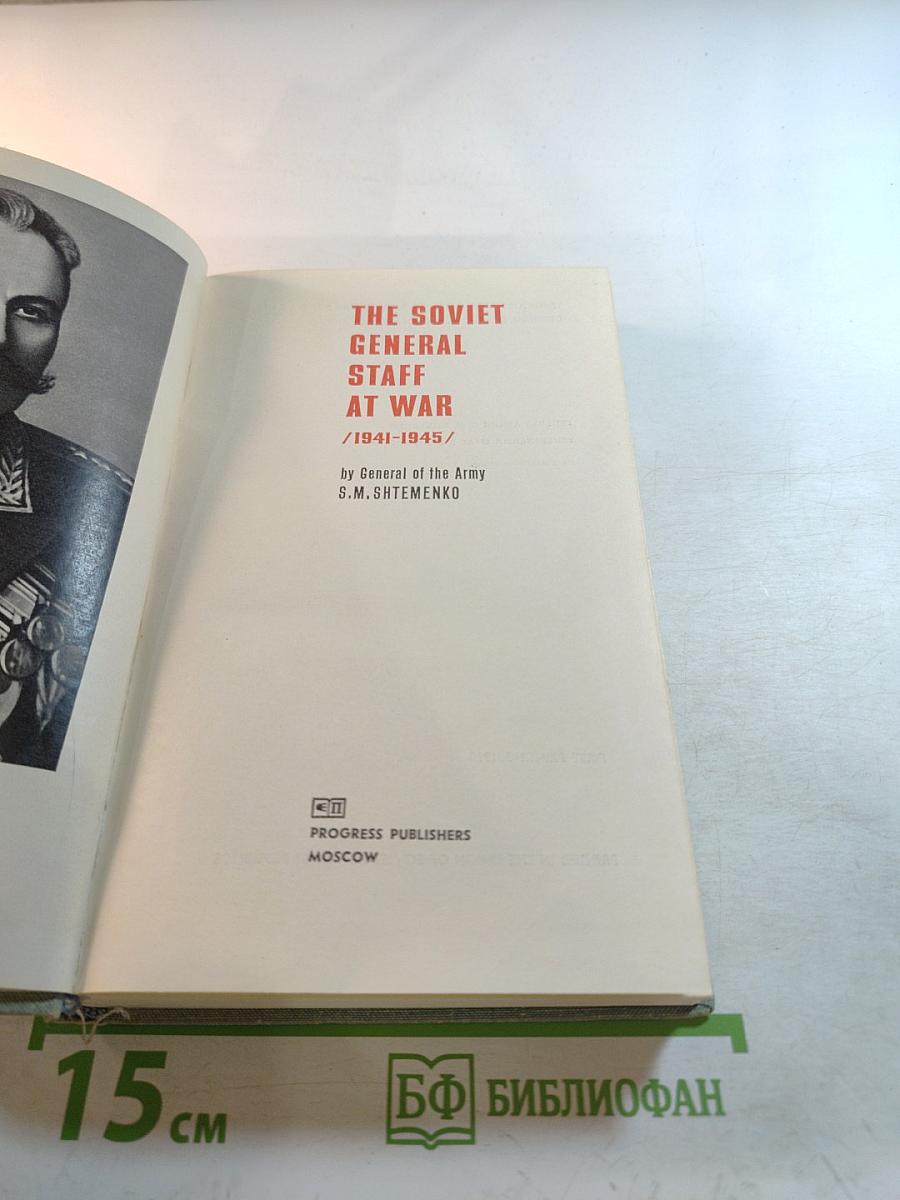 THE SOVIET
GENERAL
STAFF
AT WAR
/1941-1945/
by General of the Army
S.M.SHTEMENKO
PROGRESS PUBLISHERS
MOSCOW
15 см
БФ БИБЛИОФАН